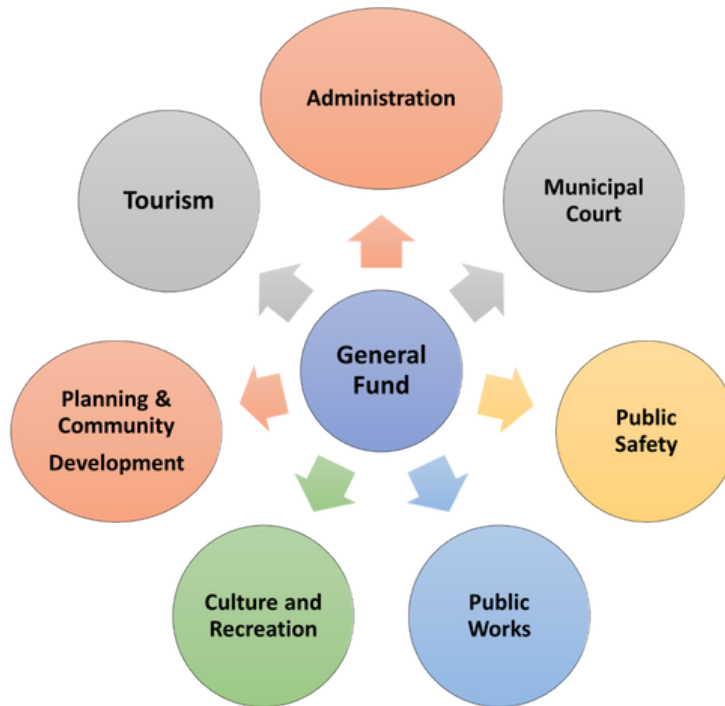 Administration
Tourism
Municipal
Court
General
Fund
Planning &
Community
Development
Public
Safety
Culture and
Recreation
Public
Works